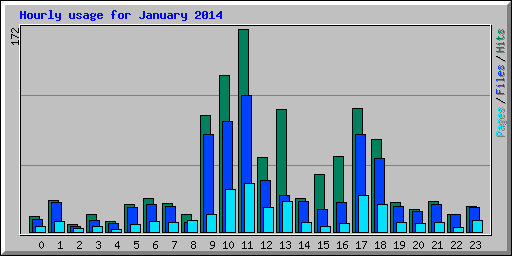 Hourly usage for January 2014
172
Pages/Files/Hits
0 1 2 3 4 5 6 7 8 9 10 11 12 13 14 15 16 17 18 19 20 21 22 23